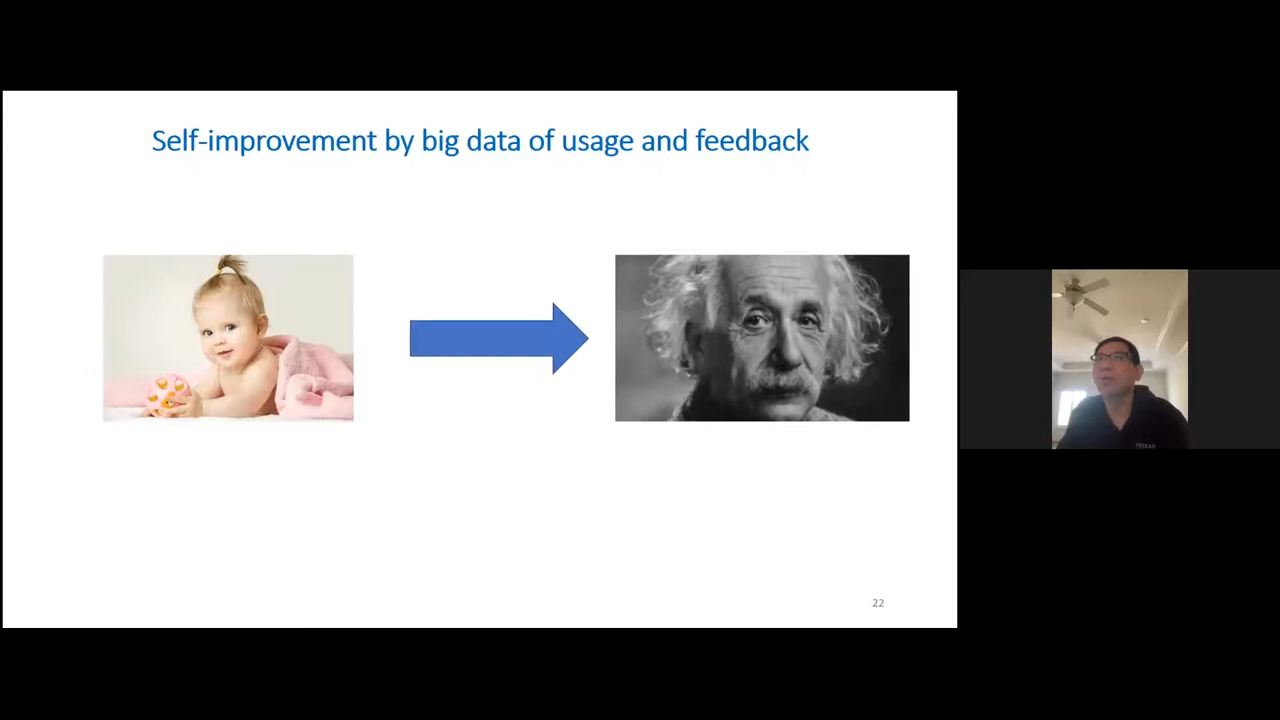 Self-improvement by big data of usage and feedback
22